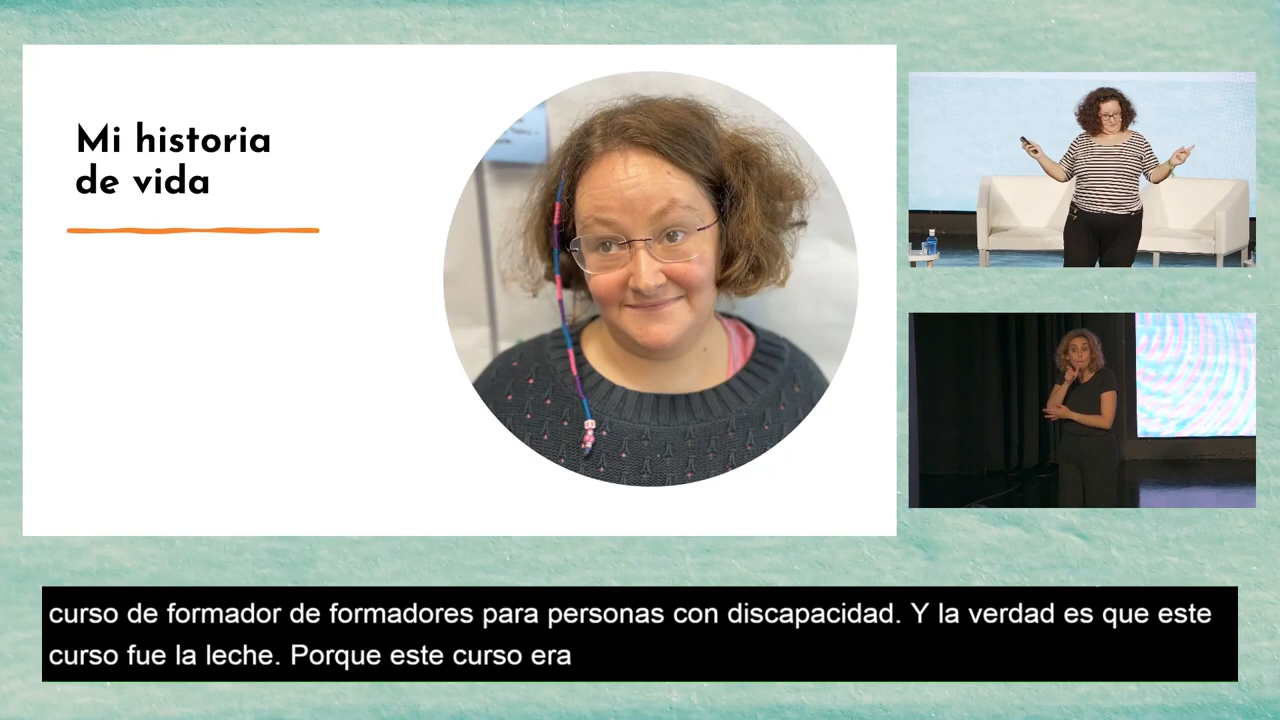 Mi historia
de vida
curso de formador de formadores para personas con discapacidad. Y la verdad es que este
curso fue la leche. Porque este curso era